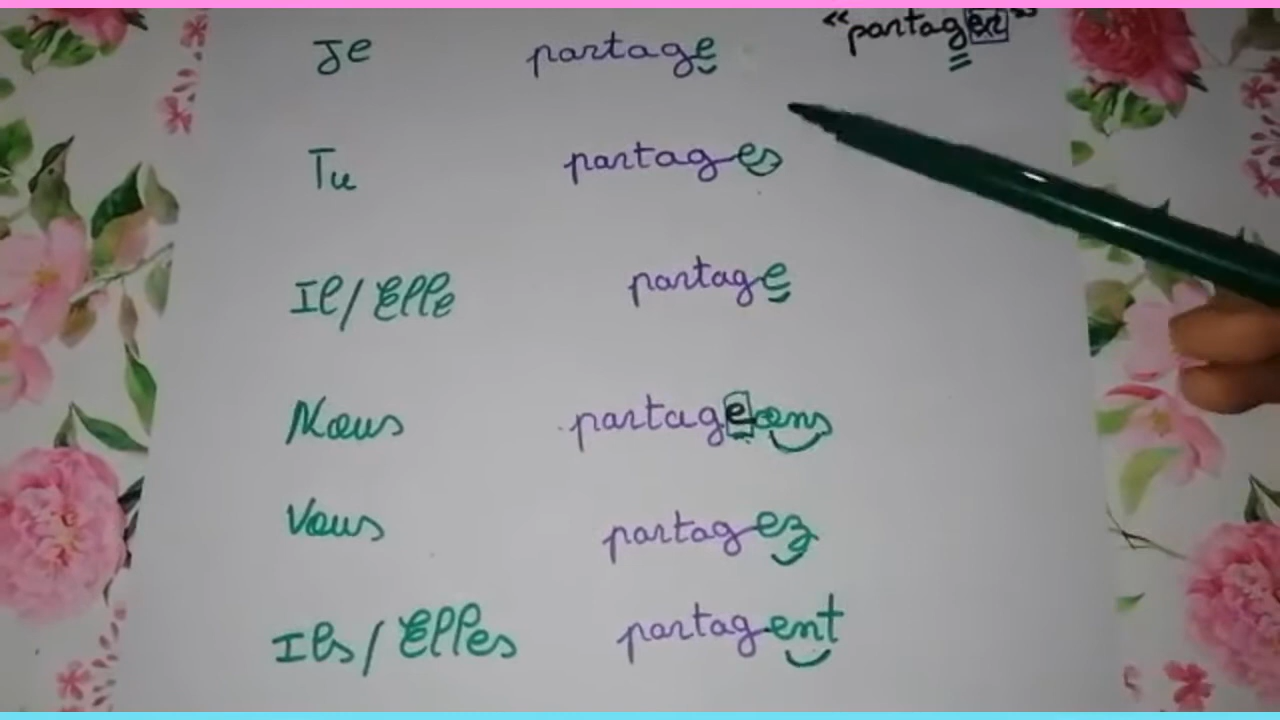 "partager"
Je partage
Tu partages
Il/Elle partage
Nous partageons
Vous partagez
Ils/Elles partagent